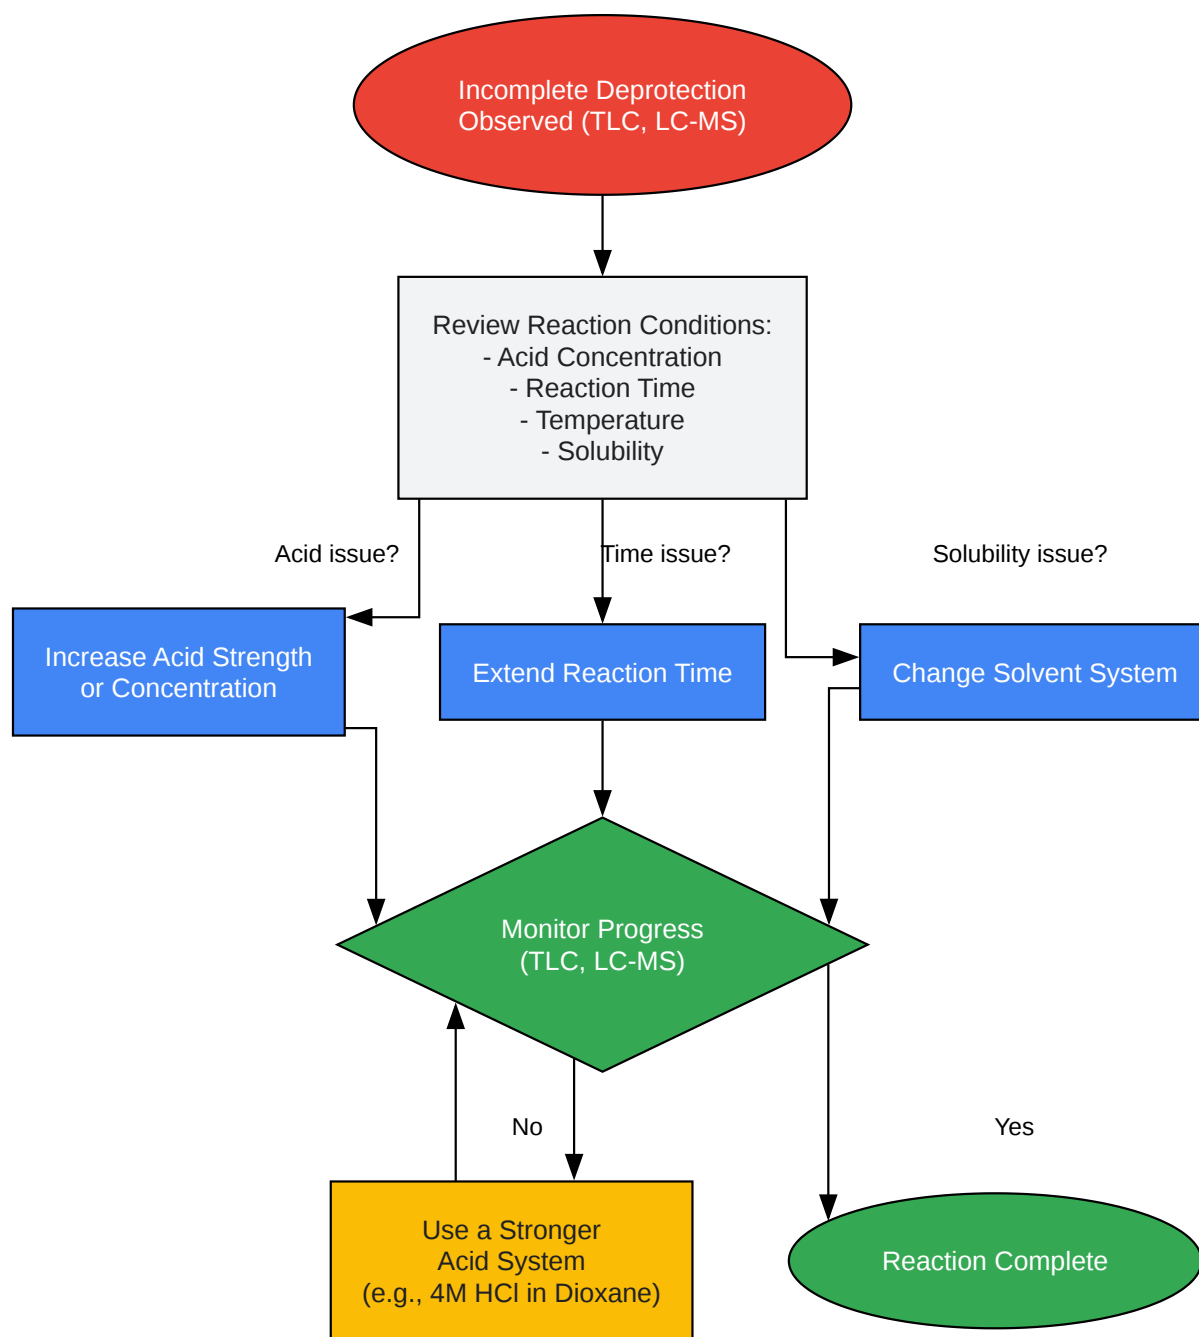 Incomplete Deprotection
Observed (TLC, LC-MS)
Review Reaction Conditions:
- Acid Concentration
- Reaction Time
- Temperature
- Solubility
Acid issue?
Time issue?
Solubility issue?
Increase Acid Strength
or Concentration
Extend Reaction Time
Change Solvent System
Monitor Progress
(TLC, LC-MS)
No
Yes
Use a Stronger
Acid System
(e.g., 4M HCl in Dioxane)
Reaction Complete